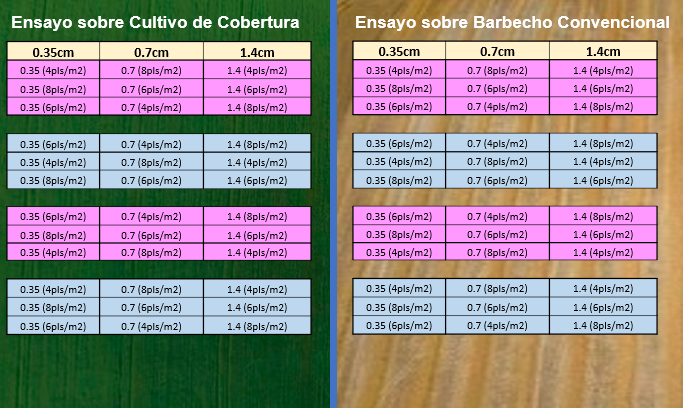 Ensayo sobre Cultivo de Cobertura
0.35cm 0.7cm 1.4cm
0.35 (4pls/m2) 0.7 (8pls/m2) 1.4 (4pls/m2)
0.35 (8pls/m2) 0.7 (6pls/m2) 1.4 (6pls/m2)
0.35 (6pls/m2) 0.7 (4pls/m2) 1.4 (8pls/m2)
0.35 (6pls/m2) 0.7 (4pls/m2) 1.4 (8pls/m2)
0.35 (4pls/m2) 0.7 (8pls/m2) 1.4 (4pls/m2)
0.35 (8pls/m2) 0.7 (6pls/m2) 1.4 (6pls/m2)
0.35 (6pls/m2) 0.7 (4pls/m2) 1.4 (8pls/m2)
0.35 (8pls/m2) 0.7 (6pls/m2) 1.4 (6pls/m2)
0.35 (4pls/m2) 0.7 (8pls/m2) 1.4 (4pls/m2)
0.35 (4pls/m2) 0.7 (8pls/m2) 1.4 (4pls/m2)
0.35 (8pls/m2) 0.7 (6pls/m2) 1.4 (6pls/m2)
0.35 (6pls/m2) 0.7 (4pls/m2) 1.4 (8pls/m2)
Ensayo sobre Barbecho Convencional
0.35cm 0.7cm 1.4cm
0.35 (4pls/m2) 0.7 (8pls/m2) 1.4 (4pls/m2)
0.35 (8pls/m2) 0.7 (6pls/m2) 1.4 (6pls/m2)
0.35 (6pls/m2) 0.7 (4pls/m2) 1.4 (8pls/m2)
0.35 (6pls/m2) 0.7 (4pls/m2) 1.4 (8pls/m2)
0.35 (4pls/m2) 0.7 (8pls/m2) 1.4 (4pls/m2)
0.35 (8pls/m2) 0.7 (6pls/m2) 1.4 (6pls/m2)
0.35 (6pls/m2) 0.7 (4pls/m2) 1.4 (8pls/m2)
0.35 (8pls/m2) 0.7 (6pls/m2) 1.4 (6pls/m2)
0.35 (4pls/m2) 0.7 (8pls/m2) 1.4 (4pls/m2)
0.35 (4pls/m2) 0.7 (8pls/m2) 1.4 (4pls/m2)
0.35 (8pls/m2) 0.7 (6pls/m2) 1.4 (6pls/m2)
0.35 (6pls/m2) 0.7 (4pls/m2) 1.4 (8pls/m2)